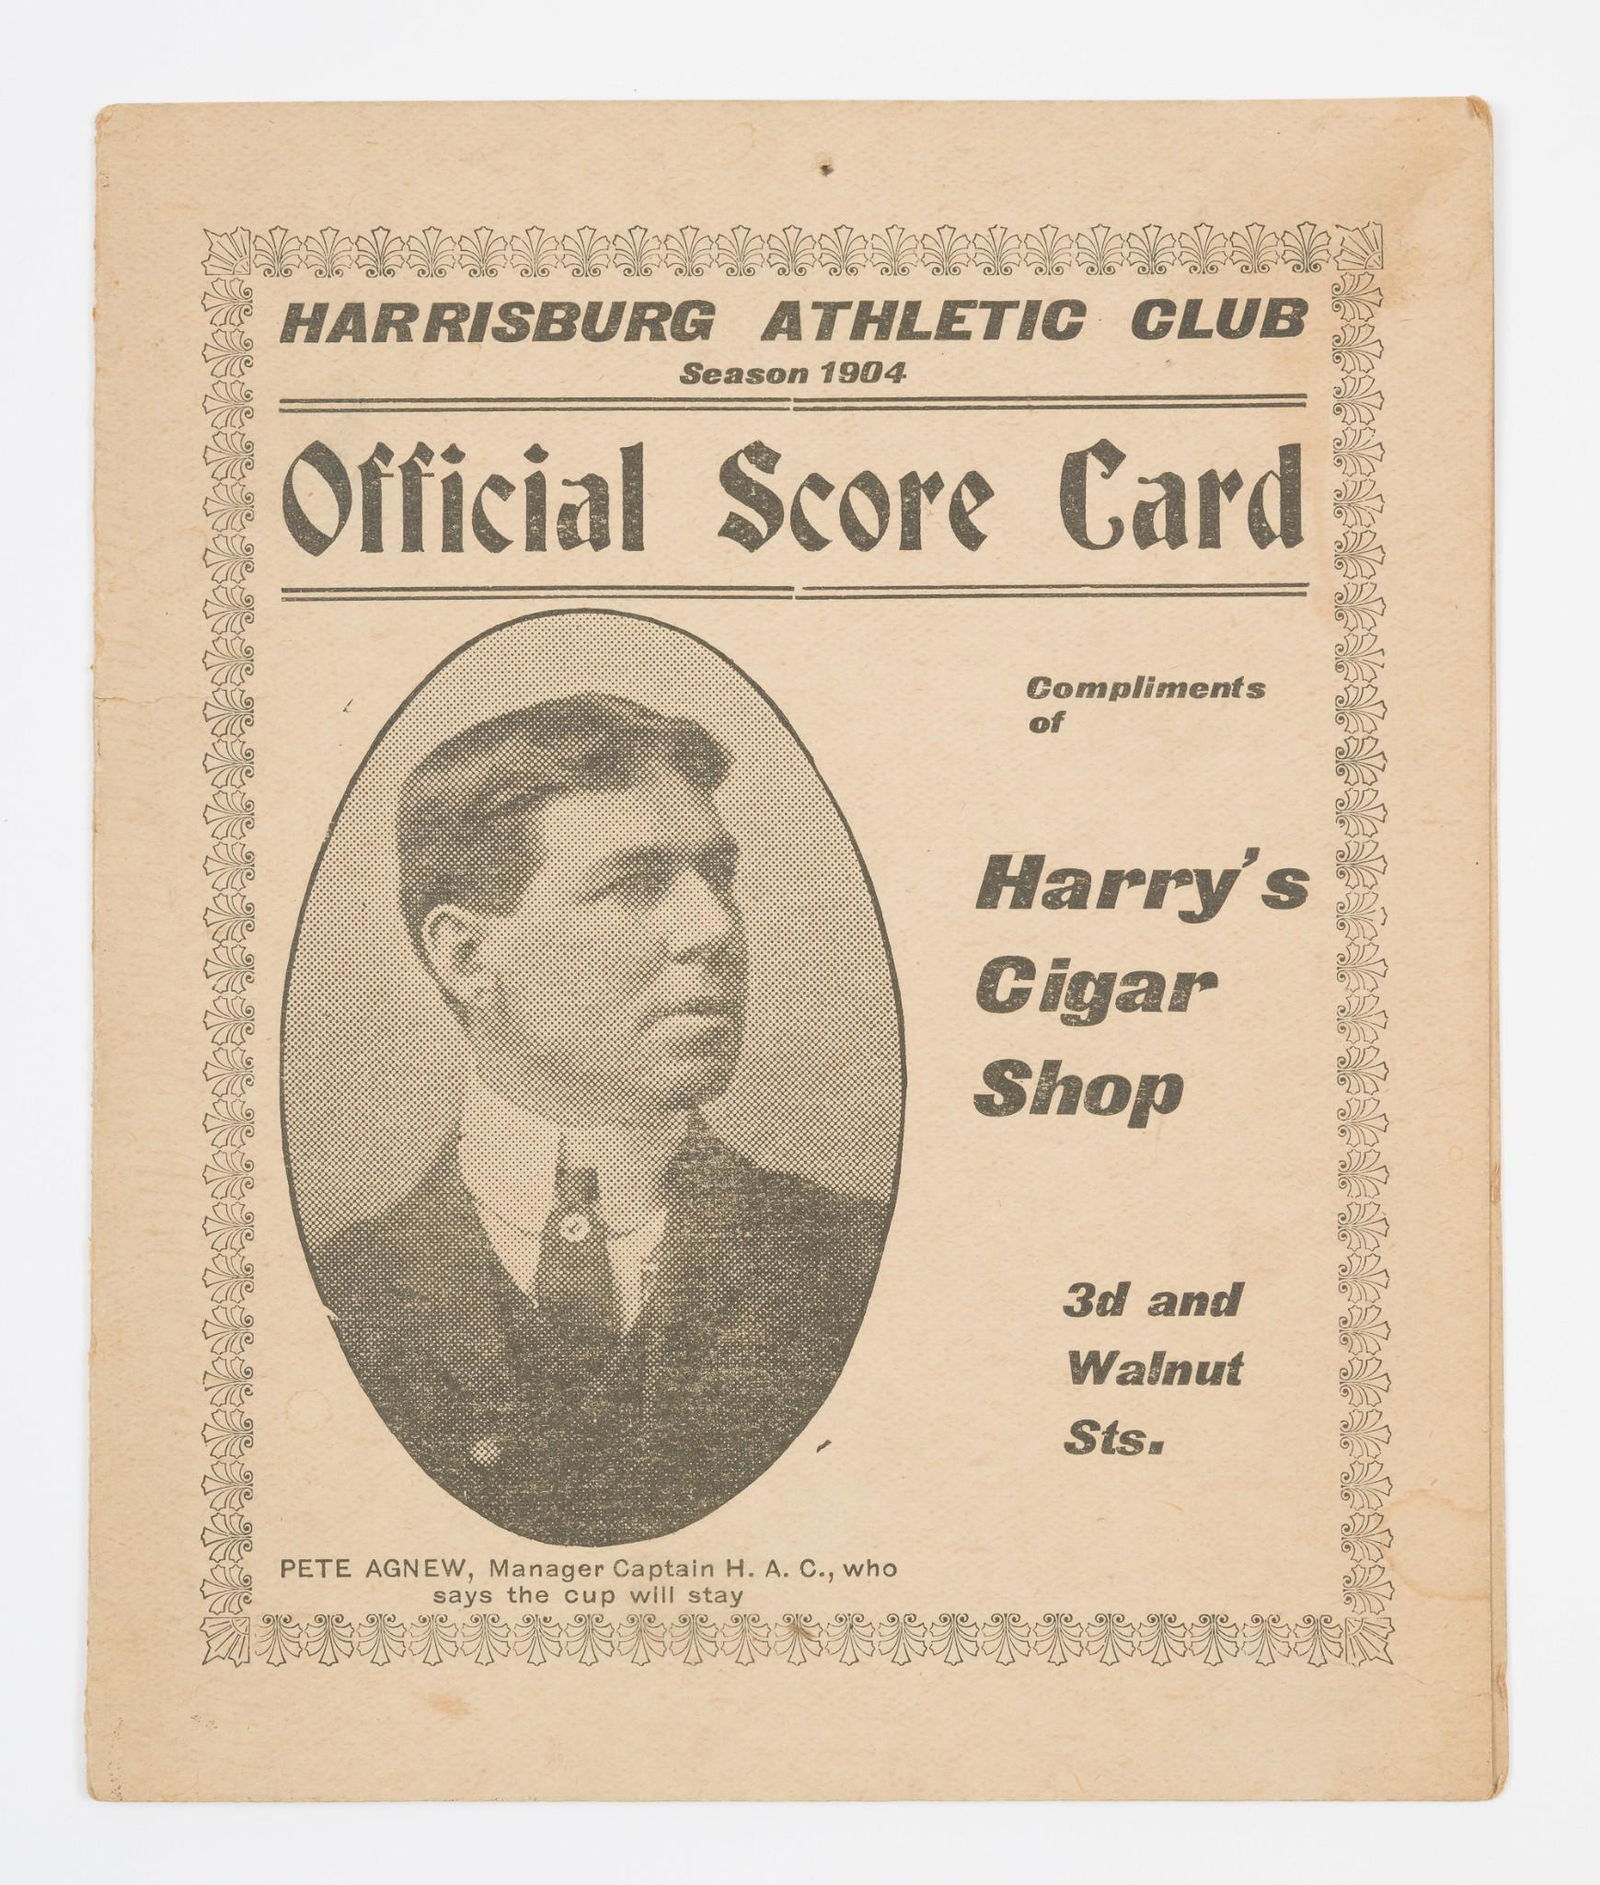 HARRISBURG ATHLETIC CLUB
Season 1904
Official Score Card
Compliments
of
Harry's
Cigar
Shop
3d and
Walnut
Sts.
PETE AGNEW, Manager Captain H. A. C., who
says the cup will stay